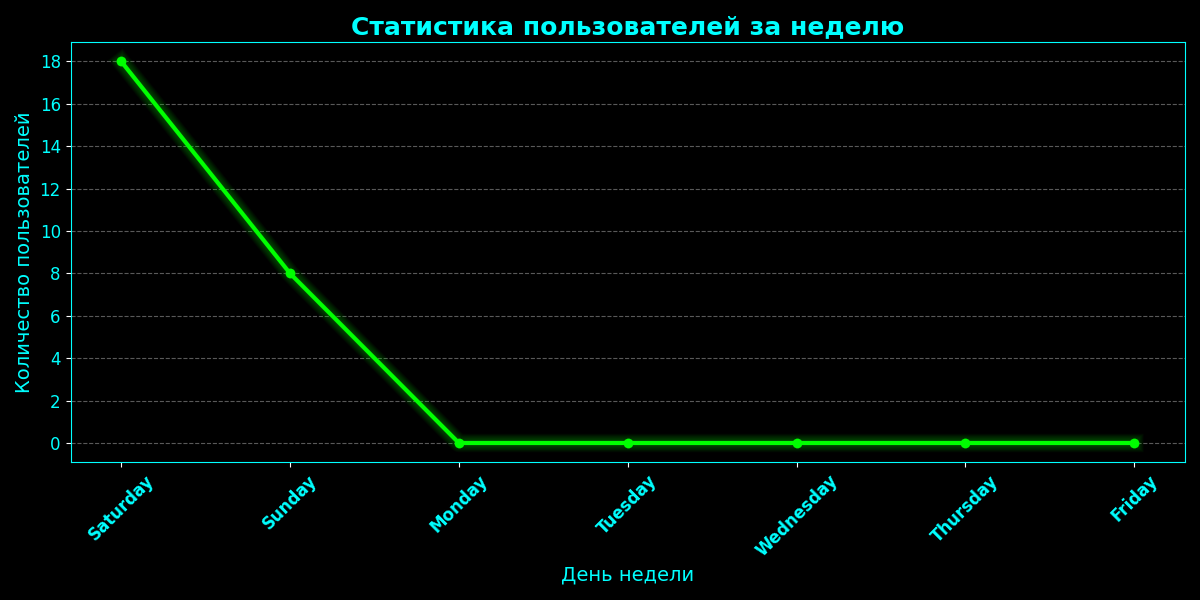 Статистика пользователей за неделю
Количество пользователей
18
16
14
12
10
8
6
4
2
0
Saturday
Sunday
Monday
Tuesday
Wednesday
Thursday
Friday
День недели